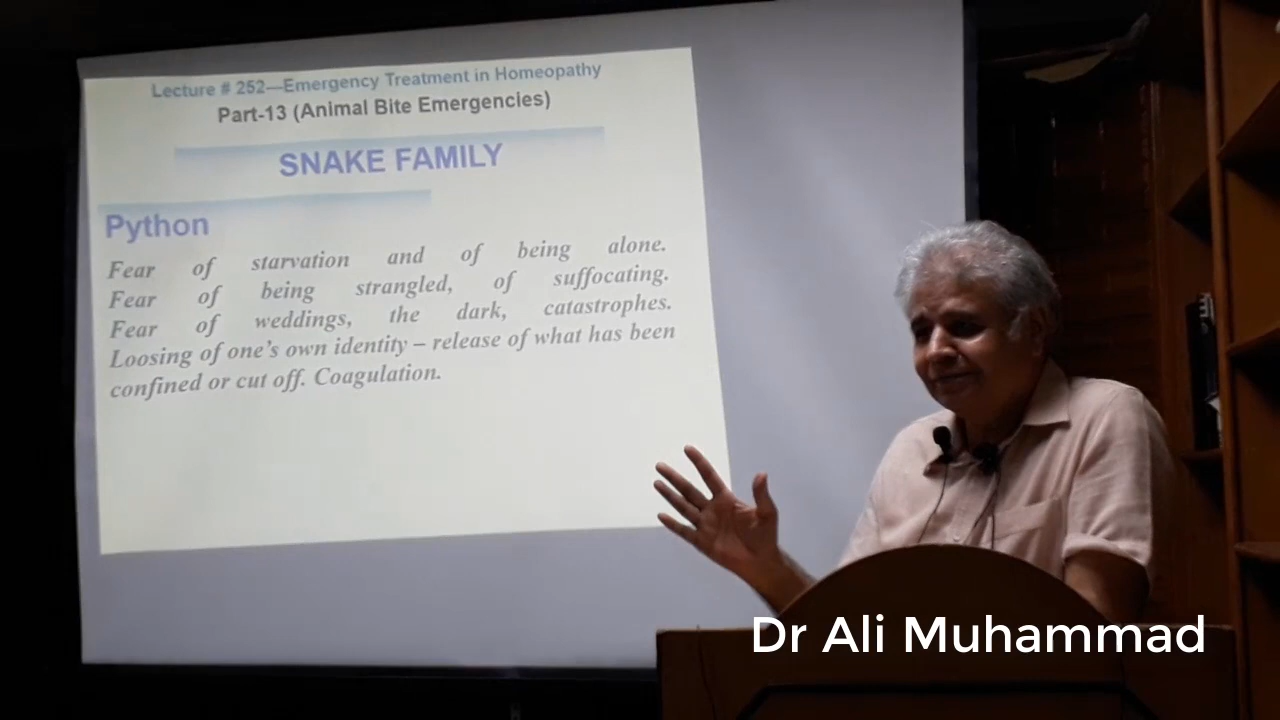 Lecture # 252—Emergency Treatment in Homeopathy
Part-13 (Animal Bite Emergencies)
SNAKE FAMILY
Python
Fear of starvation and of being alone.
Fear of being strangled, of suffocating.
Fear of weddings, the dark, catastrophes.
Loosing of one's own identity – release of what has been
confined or cut off. Coagulation.
Dr Ali Muhammad